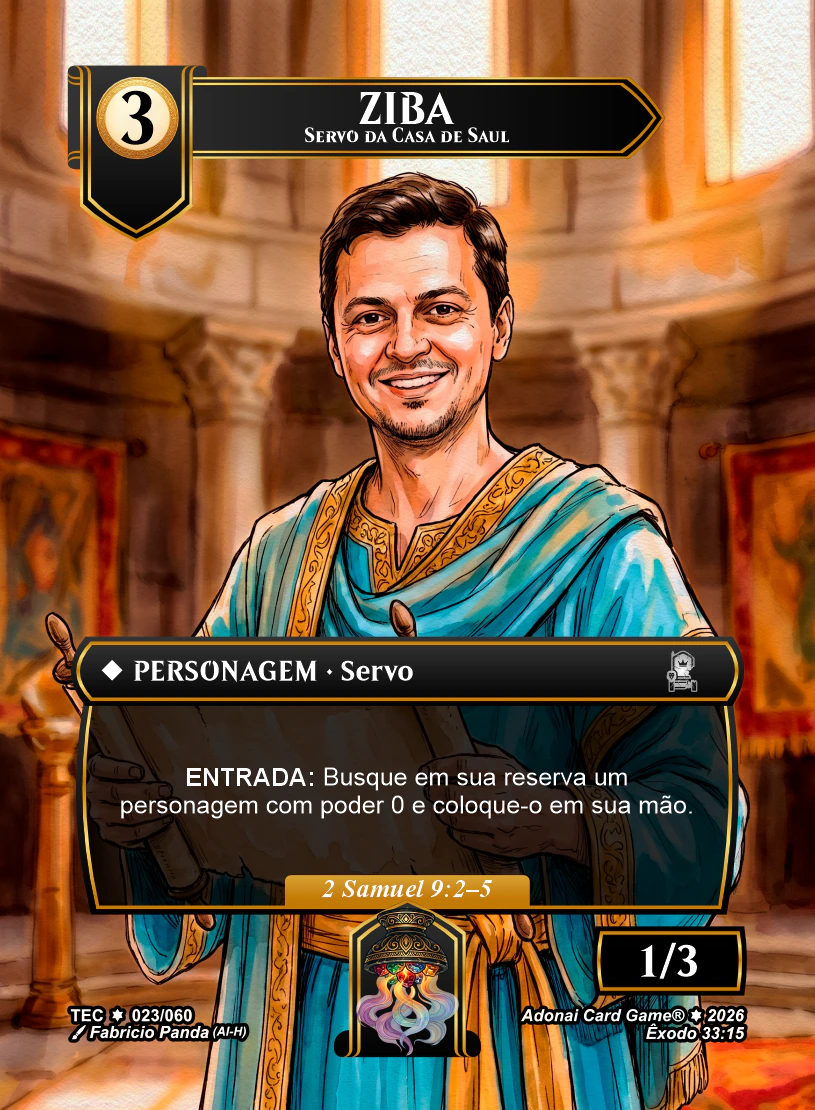 3
ZIBA
Servo da Casa de Saul
PERSONAGEM · Servo
ENTRADA: Busque em sua reserva um
personagem com poder 0 e coloque-o em sua mão.
2 Samuel 9:2–5
1/3
TEC ✶ 023/060
Fabricio Panda (AI-H)
Adonai Card Game® ✶ 2026
Êxodo 33:15